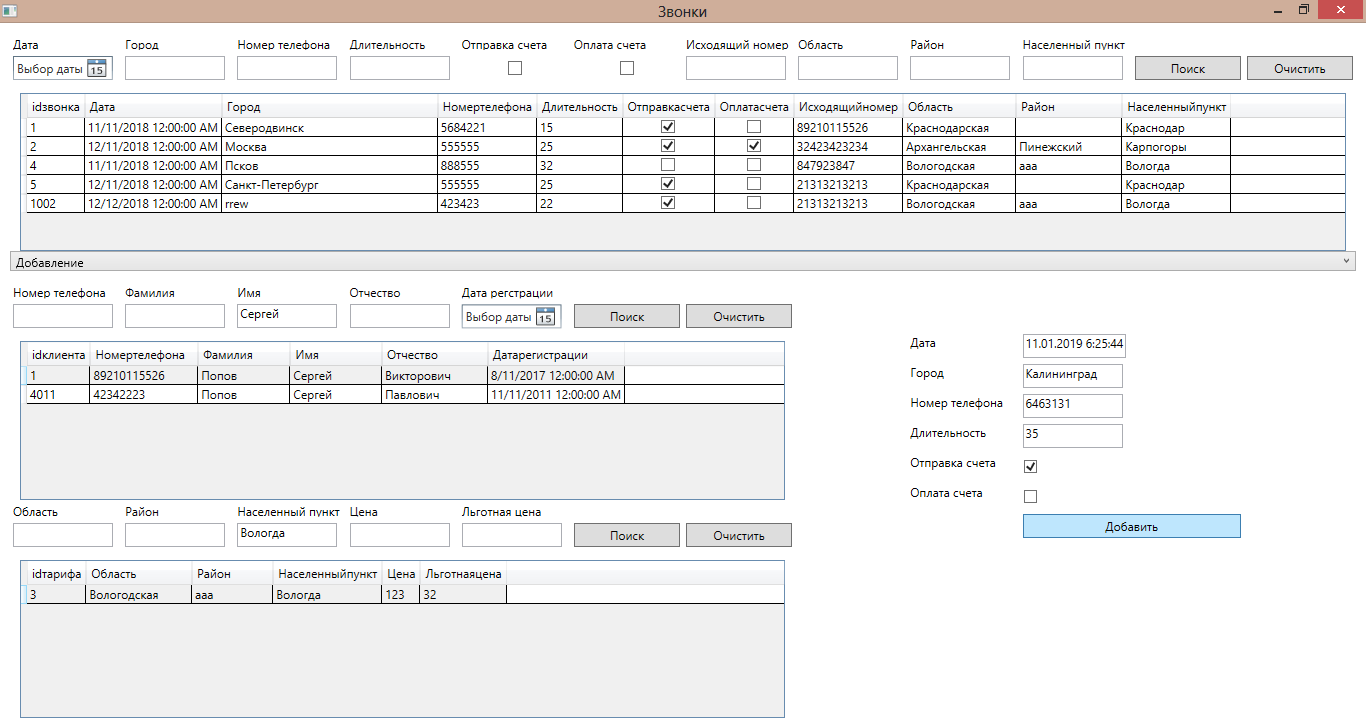 Звонки
Дата Город Номер телефона Длительность Отправка счета Оплата счета Исходящий номер Область Район Населенный пункт
Выбор даты 15 Поиск Очистить
idзвонка Дата Город Номертелефона Длительность Отправкасчета Оплатасчета Исходящийномер Область Район Населенныйпункт
1 11/11/2018 12:00:00 AM Северодвинск 5684221 15 89210115526 Краснодарская Краснодар
2 12/11/2018 12:00:00 AM Москва 555555 25 32423423234 Архангельская Пинежский Карпогоры
4 11/11/2018 12:00:00 AM Псков 888555 32 847923847 Вологодская ааа Вологда
5 12/11/2018 12:00:00 AM Санкт-Петербург 555555 25 21313213213 Краснодарская Краснодар
1002 12/12/2018 12:00:00 AM rrew 423423 22 21313213213 Вологодская ааа Вологда
Добавление
Номер телефона Фамилия Имя Отчество Дата регстрации
Сергей Выбор даты 15 Поиск Очистить
idклиента Номертелефона Фамилия Имя Отчество Датарегистрации
1 89210115526 Попов Сергей Викторович 8/11/2017 12:00:00 AM
4011 42342223 Попов Сергей Павлович 11/11/2011 12:00:00 AM
Дата 11.01.2019 6:25:44
Город Калининград
Номер телефона 6463131
Длительность 35
Отправка счета
Оплата счета
Добавить
Область Район Населенный пункт Цена Льготная цена
Вологда Поиск Очистить
idтарифа Область Район Населенныйпункт Цена Льготнаяцена
3 Вологодская ааа Вологда 123 32